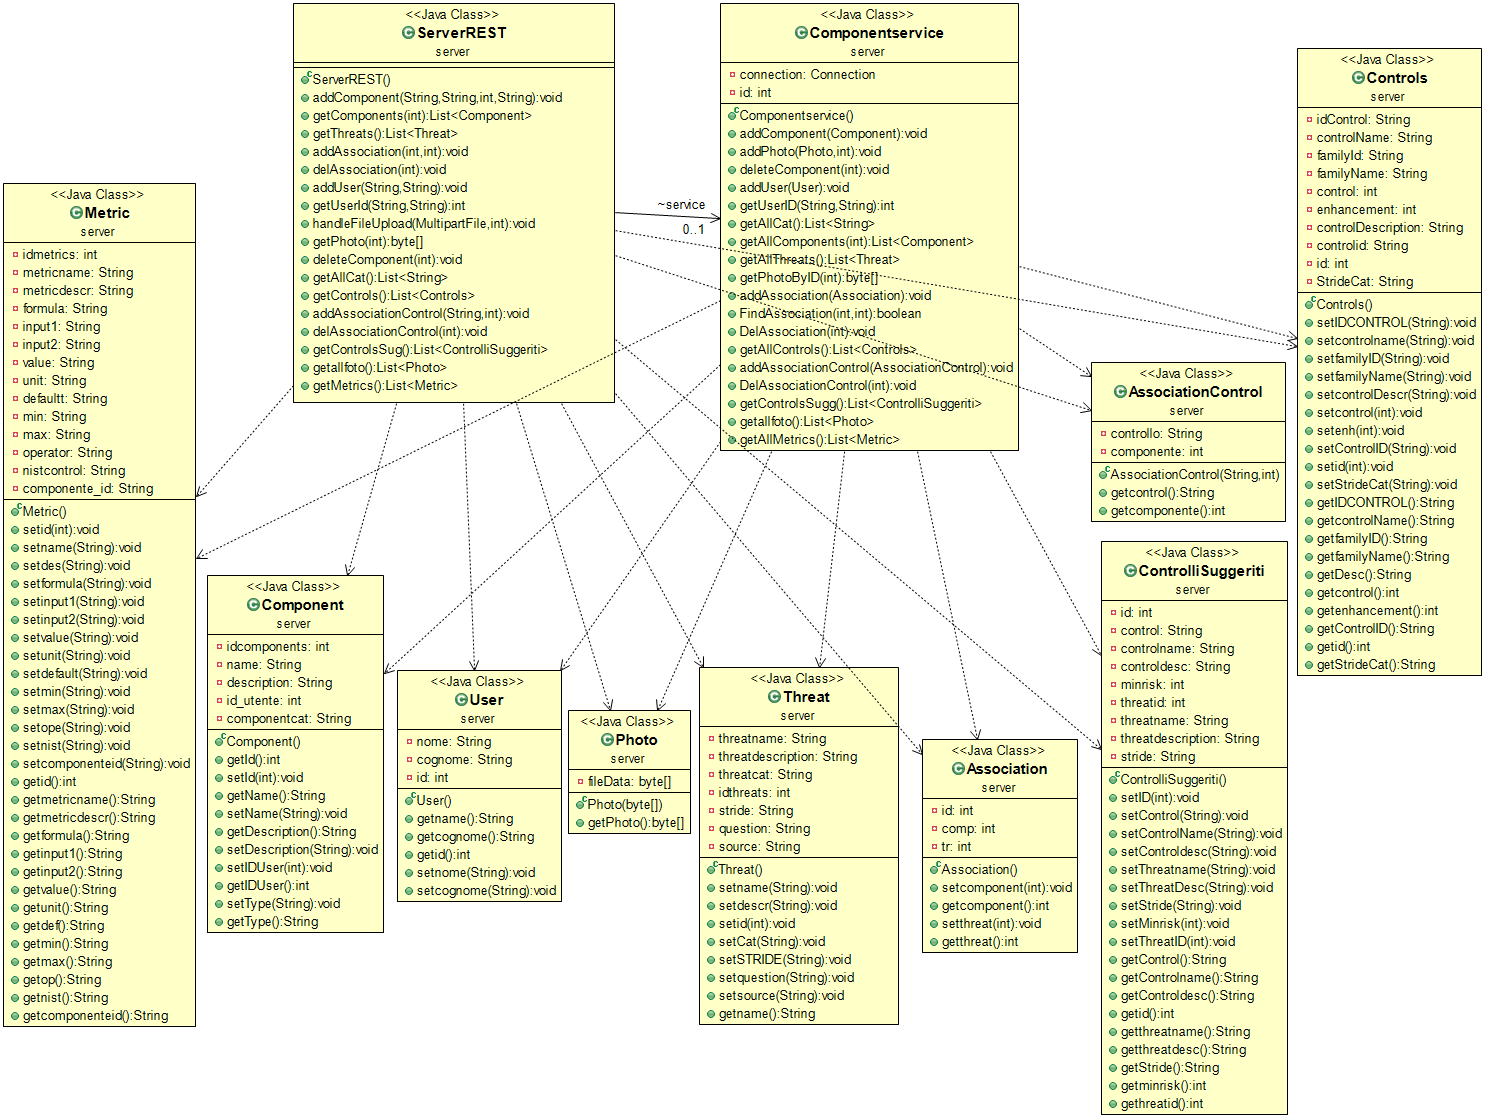 <<Java Class>>
ServerREST
server
ServerREST()
addComponent(String,String,int,String):void
getComponents(int):List<Component>
getThreats():List<Threat>
addAssociation(int,int):void
delAssociation(int):void
addUser(String,String):void
getUserId(String,String):int
handleFileUpload(MultipartFile,int):void
getPhoto(int):byte[]
deleteComponent(int):void
getAllCat():List<String>
getControls():List<Controls>
addAssociationControl(String,int):void
delAssociationControl(int):void
getControlsSug():List<ControlliSuggeriti>
getallfoto():List<Photo>
getMetrics():List<Metric>
~service
0..1
<<Java Class>>
Componentservice
server
connection: Connection
id: int
Componentservice()
addComponent(Component):void
addPhoto(Photo,int):void
deleteComponent(int):void
addUser(User):void
getUserID(String,String):int
getAllCat():List<String>
getAllComponents(int):List<Component>
getAllThreats():List<Threat>
getPhotoByID(int):byte[]
addAssociation(Association):void
FindAssociation(int,int):boolean
DelAssociation(int):void
getAllControls():List<Controls>
addAssociationControl(AssociationControl):void
DelAssociationControl(int):void
getControlsSugg():List<ControlliSuggeriti>
getallfoto():List<Photo>
getAllMetrics():List<Metric>
<<Java Class>>
Controls
server
idControl: String
controlName: String
familyId: String
familyName: String
control: int
enhancement: int
controlDescription: String
controlid: String
id: int
StrideCat: String
Controls()
setIDCONTROL(String):void
setcontrolname(String):void
setfamilyID(String):void
setfamilyName(String):void
setcontrolDescr(String):void
setcontrol(int):void
setenh(int):void
setControlID(String):void
setid(int):void
setStrideCat(String):void
getIDCONTROL():String
getcontrolName():String
getfamilyID():String
getfamilyName():String
getDesc():String
getcontrol():int
getenhancement():int
getControlID():String
getid():int
getStrideCat():String
<<Java Class>>
Metric
server
idmetrics: int
metricname: String
metricdescr: String
formula: String
input1: String
input2: String
value: String
unit: String
defaultt: String
min: String
max: String
operator: String
nistcontrol: String
componente_id: String
Metric()
setid(int):void
setname(String):void
setdes(String):void
setformula(String):void
setinput1(String):void
setinput2(String):void
setvalue(String):void
setunit(String):void
setdefault(String):void
setmin(String):void
setmax(String):void
setope(String):void
setnist(String):void
setcomponenteid(String):void
getid():int
getmetricname():String
getmetricdescr():String
getformula():String
getinput1():String
getinput2():String
getvalue():String
getunit():String
getdef():String
getmin():String
getmax():String
getop():String
getnist():String
getcomponenteid():String
<<Java Class>>
AssociationControl
server
controllo: String
componente: int
AssociationControl(String,int)
getcontrol():String
getcomponente():int
<<Java Class>>
Component
server
idcomponents: int
name: String
description: String
id_utente: int
componentcat: String
Component()
getId():int
setId(int):void
getName():String
setName(String):void
getDescription():String
setDescription(String):void
setIDUser(int):void
getIDUser():int
setType(String):void
getType():String
<<Java Class>>
User
server
nome: String
cognome: String
id: int
User()
getname():String
getcognome():String
getid():int
setnome(String):void
setcognome(String):void
<<Java Class>>
Photo
server
fileData: byte[]
Photo(byte[])
getPhoto():byte[]
<<Java Class>>
Threat
server
threatname: String
threatdescription: String
threatcat: String
idthreats: int
stride: String
question: String
source: String
Threat()
setname(String):void
setdescr(String):void
setid(int):void
setCat(String):void
setSTRIDE(String):void
setquestion(String):void
setsource(String):void
getname():String
<<Java Class>>
Association
server
id: int
comp: int
tr: int
Association()
setcomponent(int):void
getcomponent():int
setthreat(int):void
getthreat():int
<<Java Class>>
ControlliSuggeriti
server
id: int
control: String
controlname: String
controldesc: String
minrisk: int
threatid: int
threatname: String
threatdescription: String
stride: String
ControlliSuggeriti()
setID(int):void
setControl(String):void
setControlName(String):void
setControldesc(String):void
setThreatname(String):void
setThreatDesc(String):void
setStride(String):void
setMinrisk(int):void
setThreatID(int):void
getControl():String
getControlname():String
getControldesc():String
getid():int
getthreatname():String
getthreatdesc():String
getStride():String
getminrisk():int
gethreatid():int